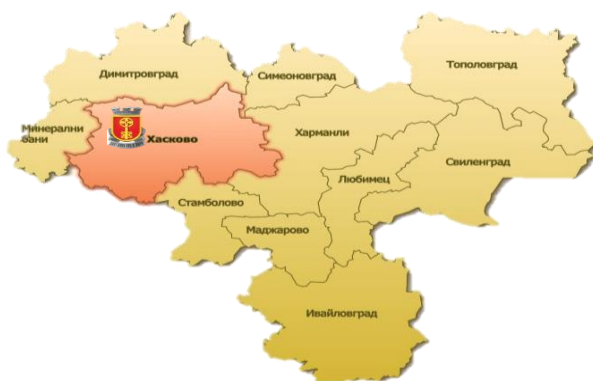 Димитровград
Симеоновград
Тополовград
Минерални
бани
Хасково
Харманли
Свиленград
Любимец
Стамболово
Маджарово
Ивайловград